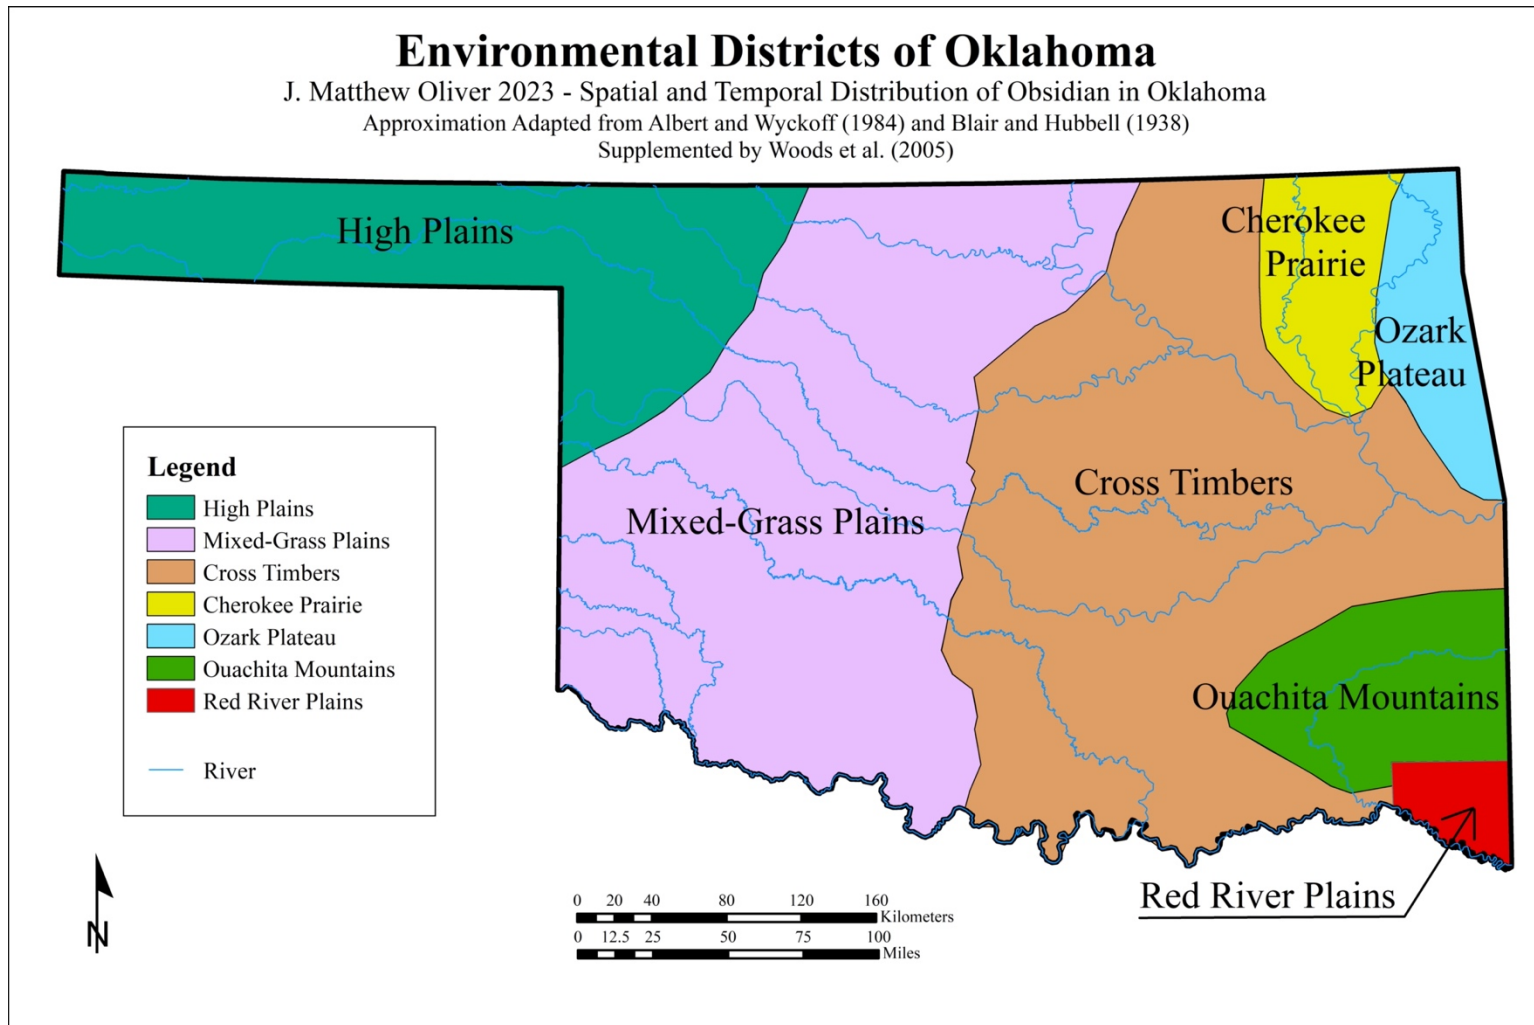 Environmental Districts of Oklahoma
J. Matthew Oliver 2023 - Spatial and Temporal Distribution of Obsidian in Oklahoma
Approximation Adapted from Albert and Wyckoff (1984) and Blair and Hubbell (1938)
Supplemented by Woods et al. (2005)
High Plains
Cherokee
Prairie
Ozark
Plateau
Cross Timbers
Mixed-Grass Plains
Ouachita Mountains
Red River Plains
Legend
High Plains
Mixed-Grass Plains
Cross Timbers
Cherokee Prairie
Ozark Plateau
Ouachita Mountains
Red River Plains
River
N
0 20 40 80 120 160
Kilometers
0 12.5 25 50 75 100
Miles